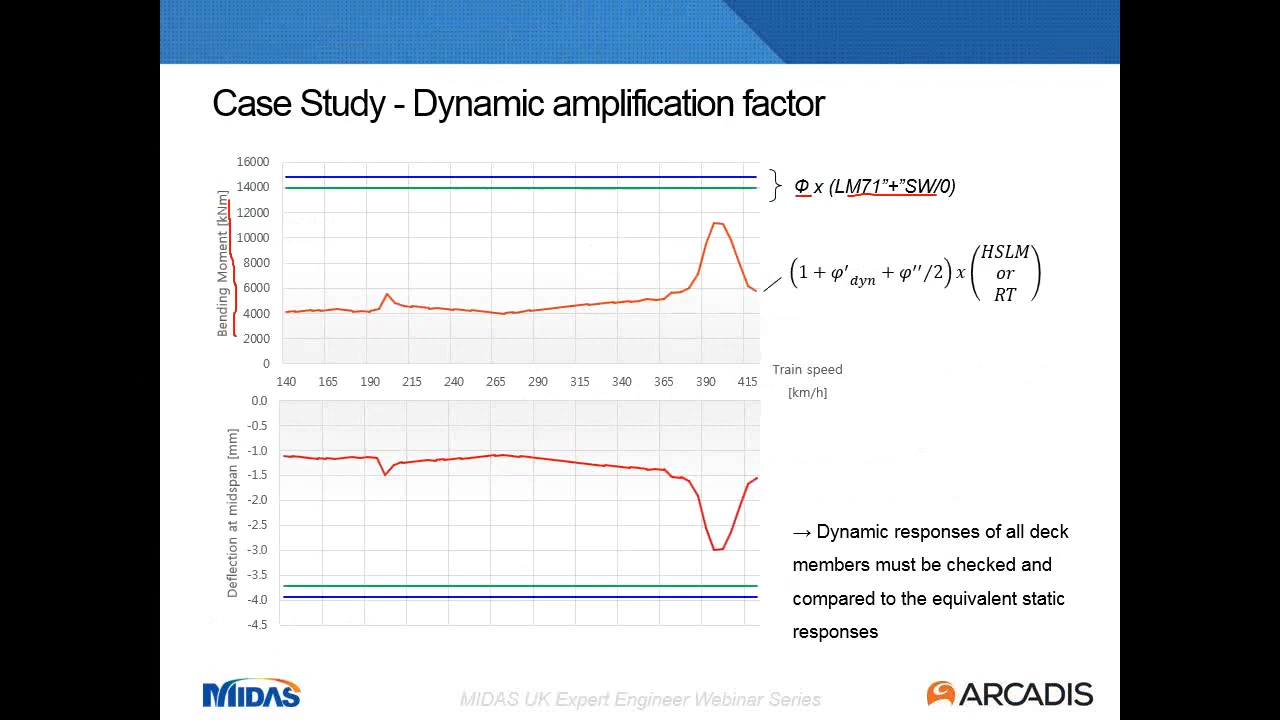 Case Study - Dynamic amplification factor
Bending Moment [kNm]
16000
14000
12000
10000
8000
6000
4000
2000
0
Φ x (LM71"+"SW/0)
(1 + φ'dyn + φ''/2) x (HSLM or RT)
140 165 190 215 240 265 290 315 340 365 390 415
Train speed
[km/h]
Deflection at midspan [mm]
0.0
-0.5
-1.0
-1.5
-2.0
-2.5
-3.0
-3.5
-4.0
-4.5
→ Dynamic responses of all deck
members must be checked and
compared to the equivalent static
responses
MIDAS
MIDAS UK Expert Engineer Webinar Series
ARCADIS